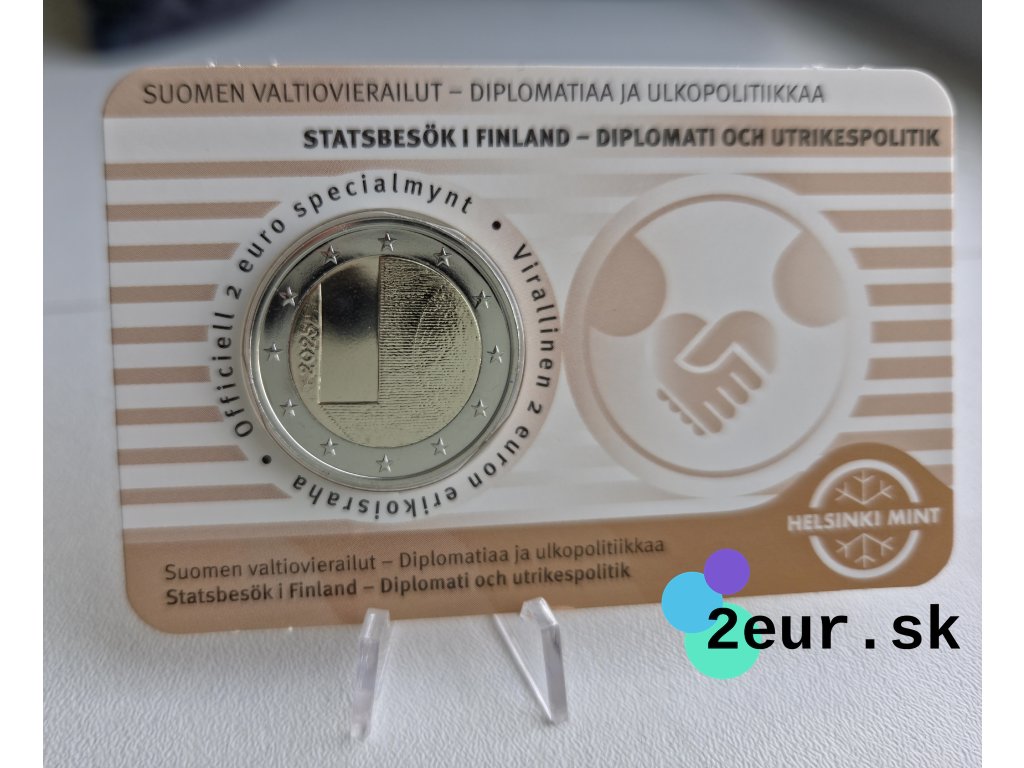 SUOMEN VALTIOVIERAILUT – DIPLOMATIAA JA ULKOPOLITIIKKAA
STATSBESÖK I FINLAND – DIPLOMATI OCH UTRIKESPOLITIK
Officiell 2 euro specialmynt • Virallinen 2 euron erikoisraha •
2025
HELSINKI MINT
Suomen valtiovierailut – Diplomatiaa ja ulkopolitiikkaa
Statsbesök i Finland – Diplomati och utrikespolitik
2eur.sk